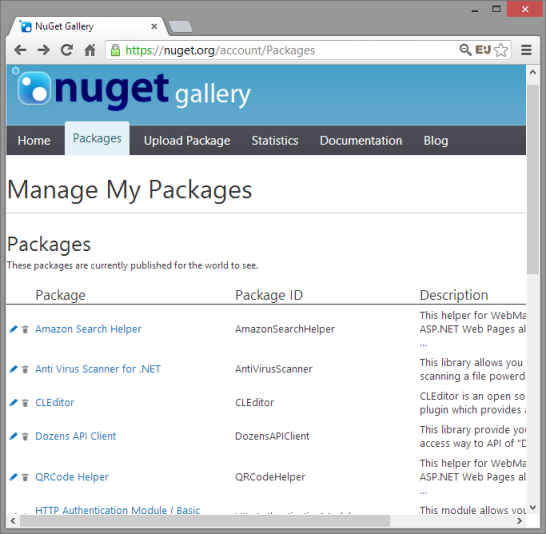 NuGet Gallery
https://nuget.org/account/Packages
nuget gallery
Home Packages Upload Package Statistics Documentation Blog
Manage My Packages
Packages
These packages are currently published for the world to see.
Package Package ID Description
This helper for WebMa
Amazon Search Helper AmazonSearchHelper ASP.NET Web Pages al
...
This library allows you
Anti Virus Scanner for .NET AntiVirusScanner
scanning a file powerd
CLEditor is an open so
CLEditor CLEditor
plugin which provides a
This library provide you
Dozens API Client DozensAPIClient
access way to API of "D
This helper for WebMa
QRCode Helper QRCodeHelper ASP.NET Web Pages al
...
HTTP Authentication Module ( Basic
This module allows you